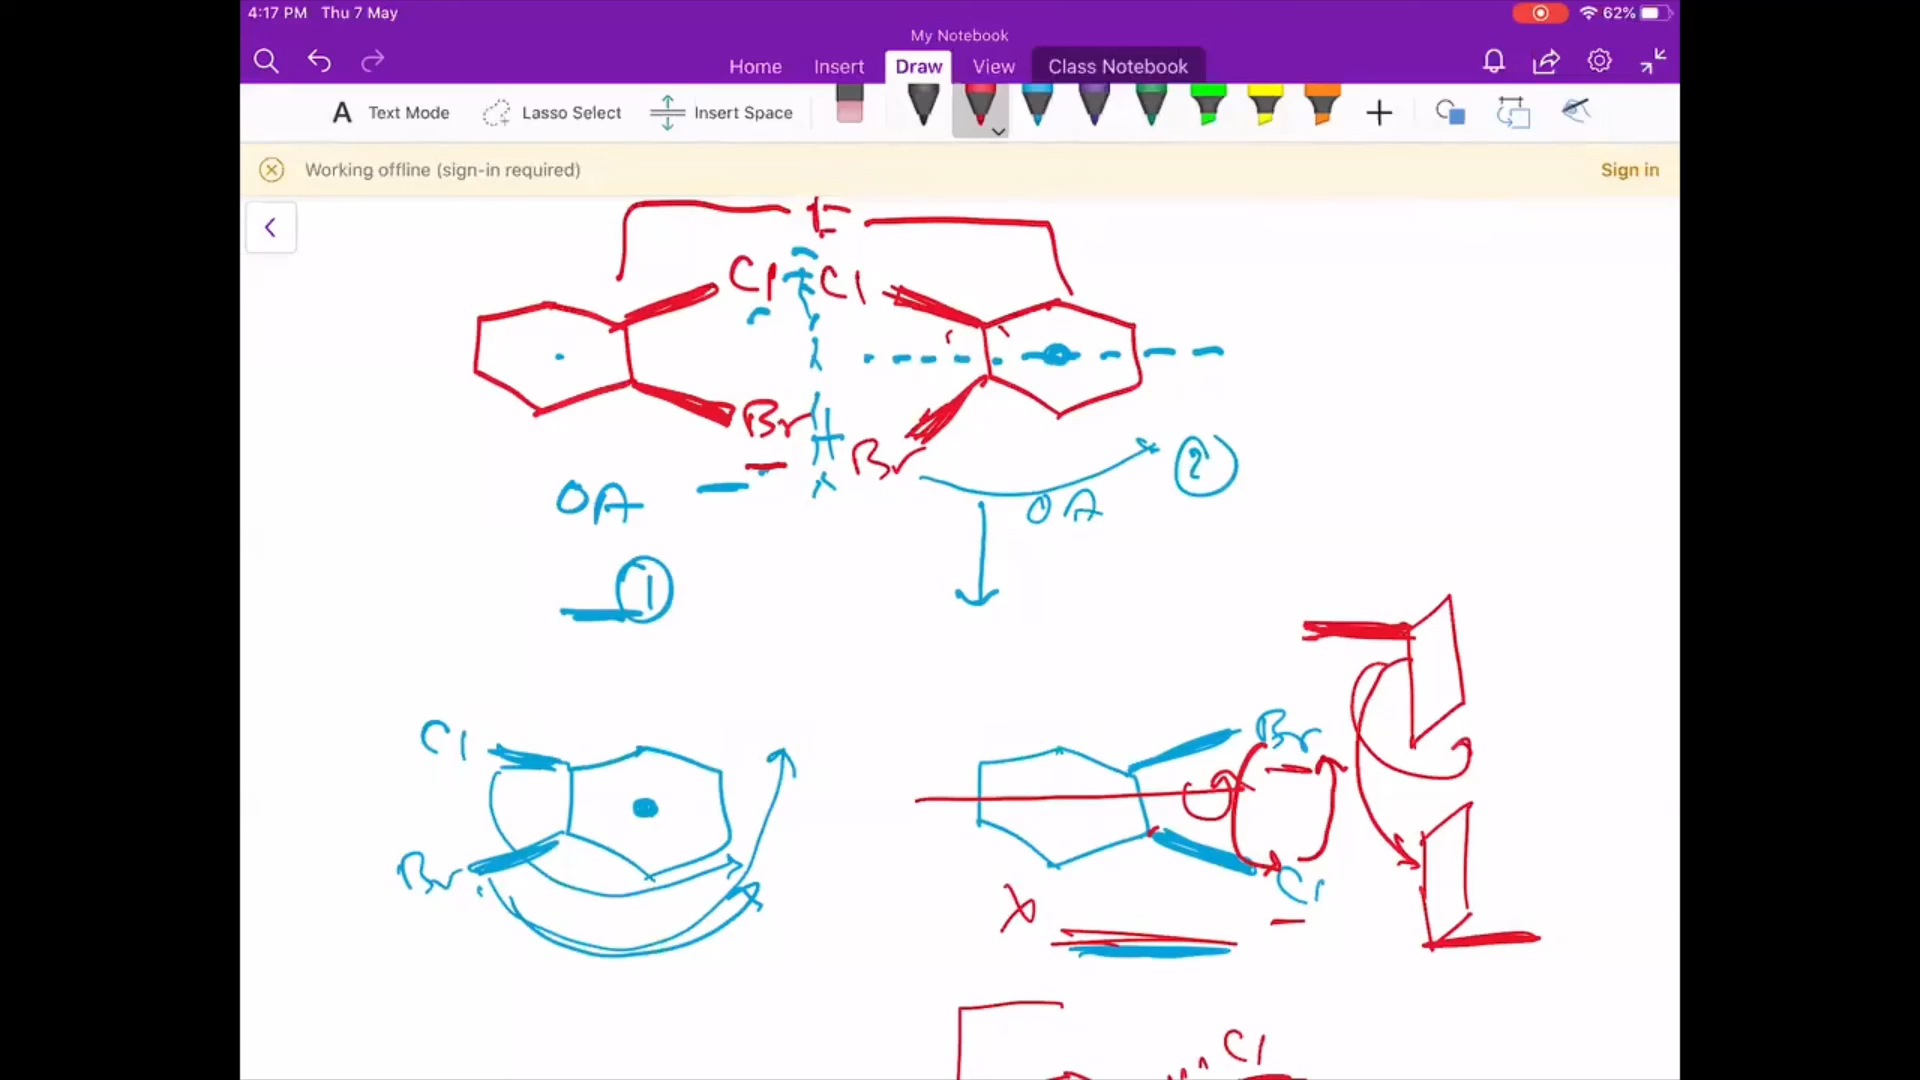 4:17 PM Thu 7 May
62%
My Notebook
Home Insert Draw View Class Notebook
A Text Mode Lasso Select Insert Space
Working offline (sign-in required) Sign in
E
Cl Cl
Br Br
OA OA 2
1
Cl Br
Br Cl
Cl